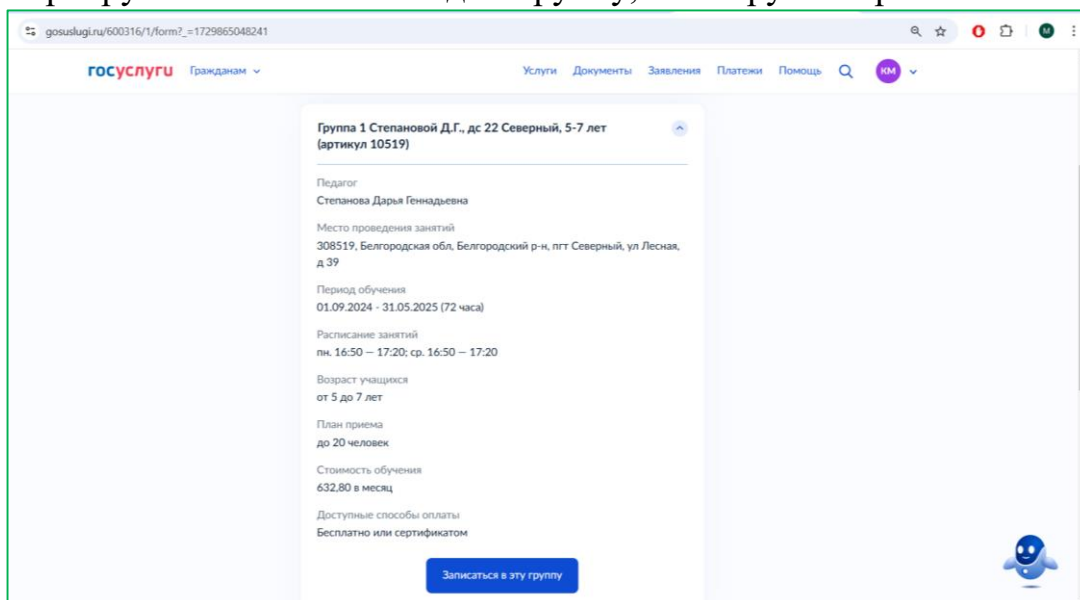 gosuslugi.ru/600316/1/form?_=1729865048241
М
госуслуги Гражданам Услуги Документы Заявления Платежи Помощь КМ
Группа 1 Степановой Д.Г., дс 22 Северный, 5-7 лет
(артикул 10519)
Педагог
Степанова Дарья Геннадьевна
Место проведения занятий
308519, Белгородская обл, Белгородский р-н, пгт Северный, ул Лесная,
д 39
Период обучения
01.09.2024 - 31.05.2025 (72 часа)
Расписание занятий
пн. 16:50 — 17:20; ср. 16:50 — 17:20
Возраст учащихся
от 5 до 7 лет
План приема
до 20 человек
Стоимость обучения
632,80 в месяц
Доступные способы оплаты
Бесплатно или сертификатом
Записаться в эту группу